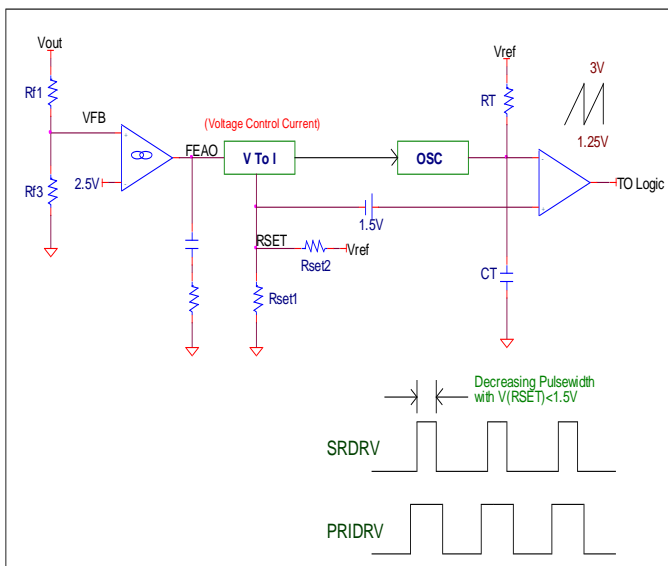 Vout
Vref
Rf1
RT
3V
VFB
(Voltage Control Current)
+
FEAO
V To I
OSC
-
1.25V
Rf3
2.5V
-
TO Logic
+
1.5V
RSET
Vref
Rset2
Rset1
CT
Decreasing Pulsewidth
with V(RSET)<1.5V
SRDRV
PRIDRV